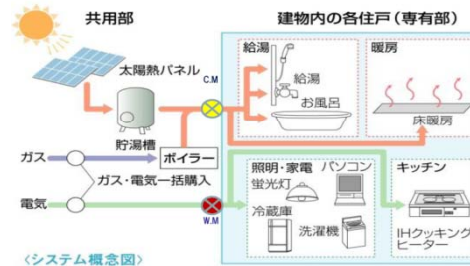 共用部
建物内の各住戸（専有部）
太陽熱パネル
C.M
給湯
給湯
お風呂
暖房
床暖房
貯湯槽
ガス
ボイラー
ガス・電気一括購入
電気
W.M
照明・家電
パソコン
蛍光灯
冷蔵庫
洗濯機
キッチン
IHクッキング
ヒーター
〈システム概念図〉